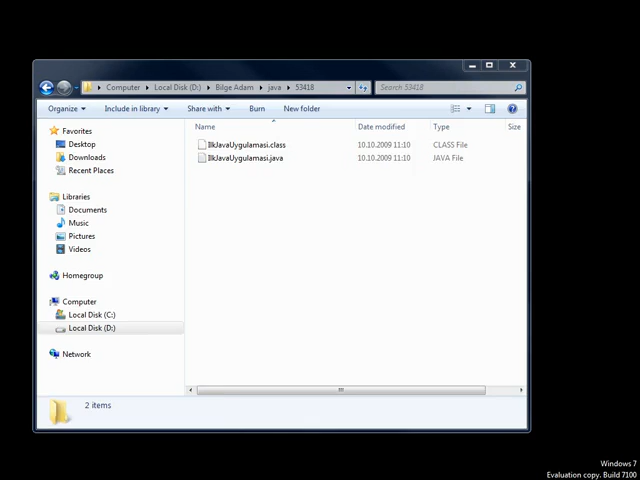 Computer Local Disk (D:) Bilge Adam java 53418
Search 53418
Organize Include in library Share with Burn New folder
Name Date modified Type Size
IlkJavaUygulamasi.class 10.10.2009 11:10 CLASS File
IlkJavaUygulamasi.java 10.10.2009 11:10 JAVA File
Favorites
Desktop
Downloads
Recent Places
Libraries
Documents
Music
Pictures
Videos
Homegroup
Computer
Local Disk (C:)
Local Disk (D:)
Network
2 items
Windows 7
Evaluation copy. Build 7100